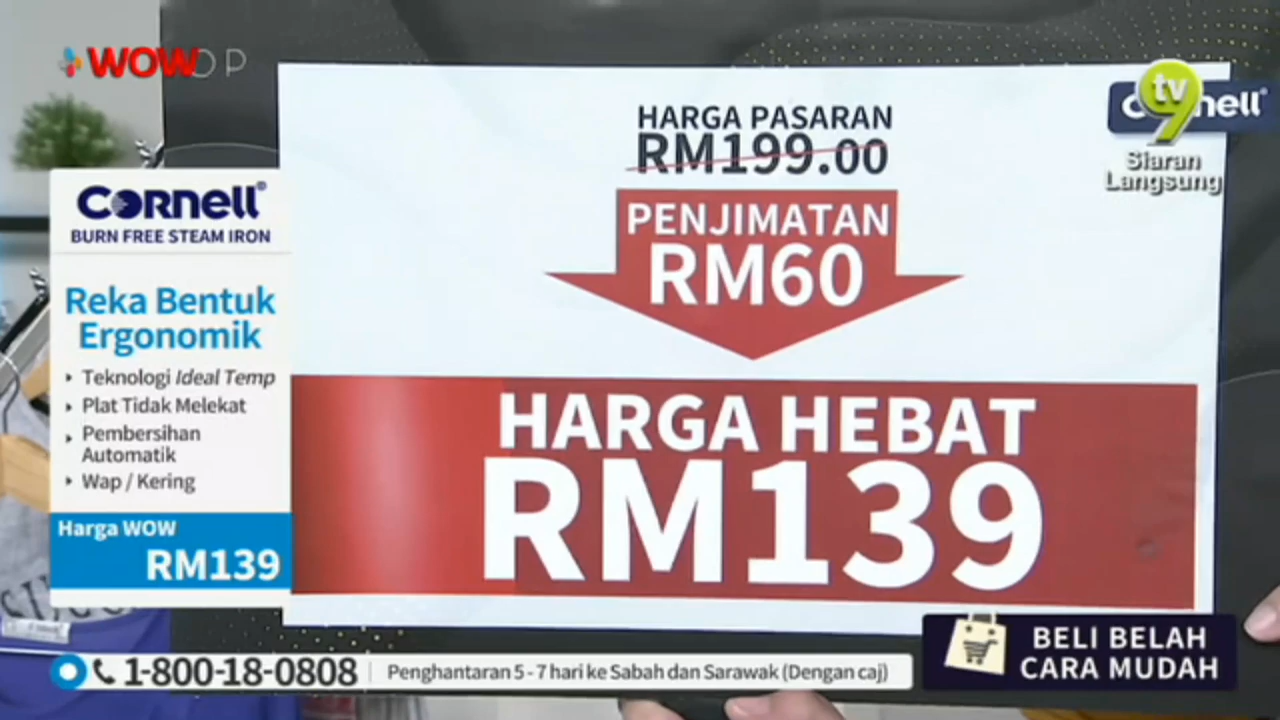 WOW
OP
HARGA PASARAN
RM199.00
PENJIMATAN
RM60
HARGA HEBAT
RM139
tv9
Siaran
Langsung
Cornell®
BURN FREE STEAM IRON
Reka Bentuk
Ergonomik
Teknologi Ideal Temp
Plat Tidak Melekat
Pembersihan
Automatik
Wap / Kering
Harga WOW
RM139
1-800-18-0808
Penghantaran 5 - 7 hari ke Sabah dan Sarawak (Dengan caj)
BELI BELAH
CARA MUDAH